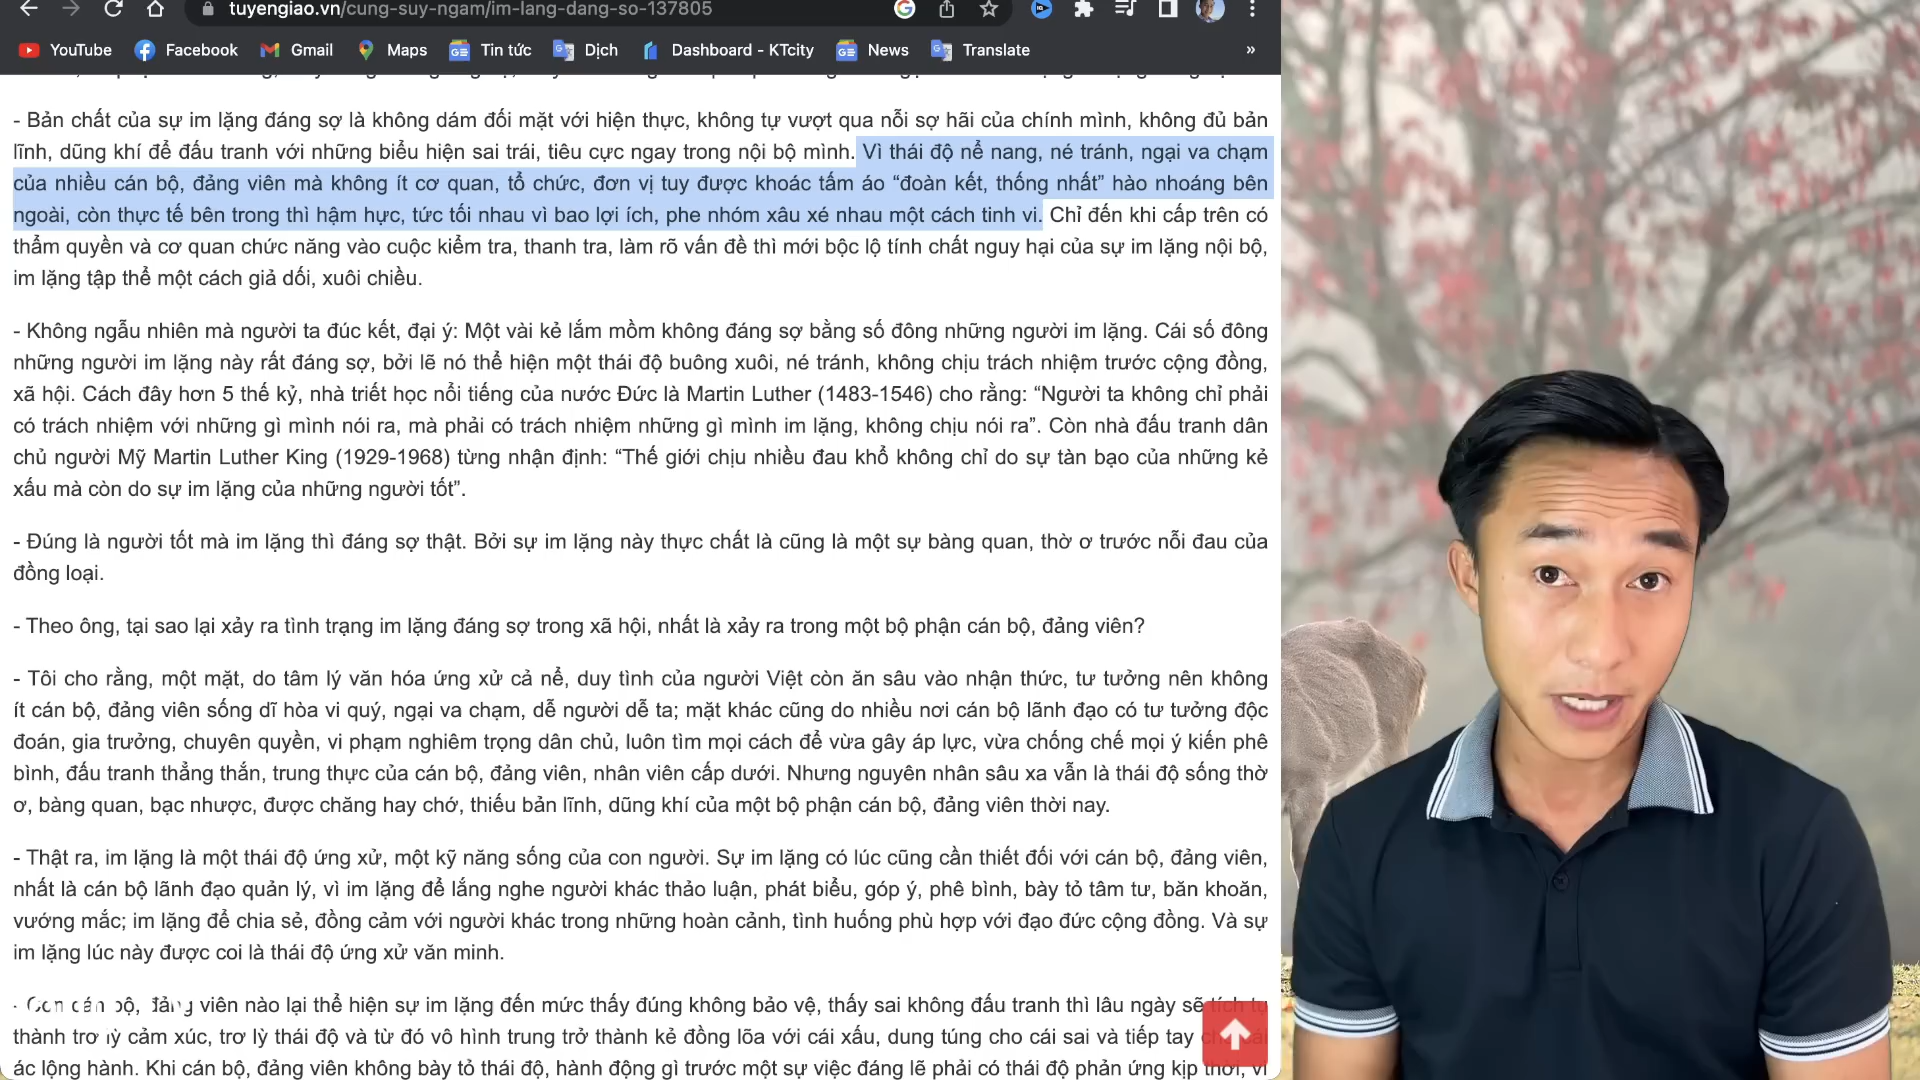 tuyengiao.vn/cung-suy-ngam/im-lang-dang-so-137805
YouTube Facebook Gmail Maps Tin tức Dịch Dashboard - KTcity News Translate »
- Bản chất của sự im lặng đáng sợ là không dám đối mặt với hiện thực, không tự vượt qua nỗi sợ hãi của chính mình, không đủ bản
lĩnh, dũng khí để đấu tranh với những biểu hiện sai trái, tiêu cực ngay trong nội bộ mình. Vì thái độ nể nang, né tránh, ngại va chạm
của nhiều cán bộ, đảng viên mà không ít cơ quan, tổ chức, đơn vị tuy được khoác tấm áo “đoàn kết, thống nhất” hào nhoáng bên
ngoài, còn thực tế bên trong thì hậm hực, tức tối nhau vì bao lợi ích, phe nhóm xâu xé nhau một cách tinh vi. Chỉ đến khi cấp trên có
thẩm quyền và cơ quan chức năng vào cuộc kiểm tra, thanh tra, làm rõ vấn đề thì mới bộc lộ tính chất nguy hại của sự im lặng nội bộ,
im lặng tập thể một cách giả dối, xuôi chiều.
- Không ngẫu nhiên mà người ta đúc kết, đại ý: Một vài kẻ lắm mồm không đáng sợ bằng số đông những người im lặng. Cái số đông
những người im lặng này rất đáng sợ, bởi lẽ nó thể hiện một thái độ buông xuôi, né tránh, không chịu trách nhiệm trước cộng đồng,
xã hội. Cách đây hơn 5 thế kỷ, nhà triết học nổi tiếng của nước Đức là Martin Luther (1483-1546) cho rằng: “Người ta không chỉ phải
có trách nhiệm với những gì mình nói ra, mà phải có trách nhiệm những gì mình im lặng, không chịu nói ra”. Còn nhà đấu tranh dân
chủ người Mỹ Martin Luther King (1929-1968) từng nhận định: “Thế giới chịu nhiều đau khổ không chỉ do sự tàn bạo của những kẻ
xấu mà còn do sự im lặng của những người tốt”.
- Đúng là người tốt mà im lặng thì đáng sợ thật. Bởi sự im lặng này thực chất là cũng là một sự bàng quan, thờ ơ trước nỗi đau của
đồng loại.
- Theo ông, tại sao lại xảy ra tình trạng im lặng đáng sợ trong xã hội, nhất là xảy ra trong một bộ phận cán bộ, đảng viên?
- Tôi cho rằng, một mặt, do tâm lý văn hóa ứng xử cả nể, duy tình của người Việt còn ăn sâu vào nhận thức, tư tưởng nên không
ít cán bộ, đảng viên sống dĩ hòa vi quý, ngại va chạm, dễ người dễ ta; mặt khác cũng do nhiều nơi cán bộ lãnh đạo có tư tưởng độc
đoán, gia trưởng, chuyên quyền, vi phạm nghiêm trọng dân chủ, luôn tìm mọi cách để vừa gây áp lực, vừa chống chế mọi ý kiến phê
bình, đấu tranh thẳng thắn, trung thực của cán bộ, đảng viên, nhân viên cấp dưới. Nhưng nguyên nhân sâu xa vẫn là thái độ sống thờ
ơ, bàng quan, bạc nhược, được chăng hay chớ, thiếu bản lĩnh, dũng khí của một bộ phận cán bộ, đảng viên thời nay.
- Thật ra, im lặng là một thái độ ứng xử, một kỹ năng sống của con người. Sự im lặng có lúc cũng cần thiết đối với cán bộ, đảng viên,
nhất là cán bộ lãnh đạo quản lý, vì im lặng để lắng nghe người khác thảo luận, phát biểu, góp ý, phê bình, bày tỏ tâm tư, băn khoăn,
vướng mắc; im lặng để chia sẻ, đồng cảm với người khác trong những hoàn cảnh, tình huống phù hợp với đạo đức cộng đồng. Và sự
im lặng lúc này được coi là thái độ ứng xử văn minh.
- Còn cán bộ, đảng viên nào lại thể hiện sự im lặng đến mức thấy đúng không bảo vệ, thấy sai không đấu tranh thì lâu ngày sẽ tích tụ
thành trơ lỳ cảm xúc, trơ lỳ thái độ và từ đó vô hình trung trở thành kẻ đồng lõa với cái xấu, dung túng cho cái sai và tiếp tay cho cái
ác lộng hành. Khi cán bộ, đảng viên không bày tỏ thái độ, hành động gì trước một sự việc đáng lẽ phải có thái độ phản ứng kịp thời, vì